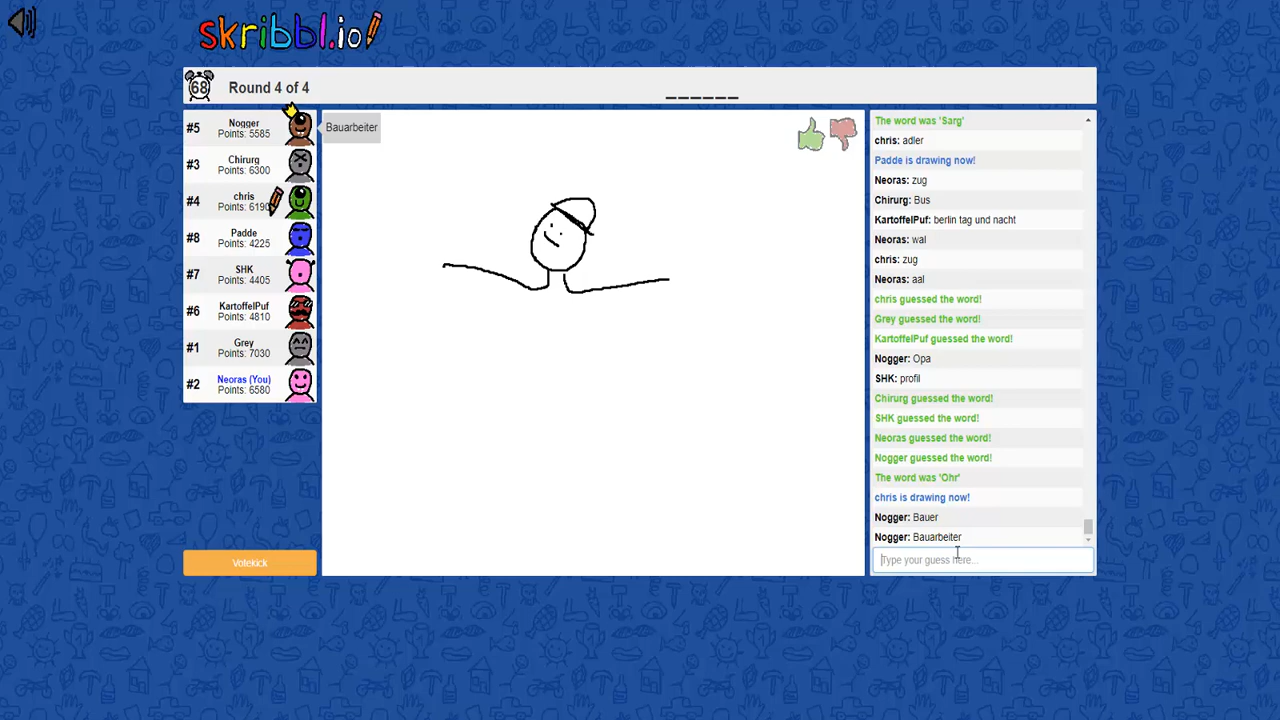 skribbl.io
68
Round 4 of 4
______
#5 Nogger
Points: 5585
Bauarbeiter
#3 Chirurg
Points: 6300
#4 chris
Points: 6190
#8 Padde
Points: 4225
#7 SHK
Points: 4405
#6 KartoffelPuf
Points: 4810
#1 Grey
Points: 7030
#2 Neoras (You)
Points: 6580
Votekick
The word was 'Sarg'
chris: adler
Padde is drawing now!
Neoras: zug
Chirurg: Bus
KartoffelPuf: berlin tag und nacht
Neoras: wal
chris: zug
Neoras: aal
chris guessed the word!
Grey guessed the word!
KartoffelPuf guessed the word!
Nogger: Opa
SHK: profil
Chirurg guessed the word!
SHK guessed the word!
Neoras guessed the word!
Nogger guessed the word!
The word was 'Ohr'
chris is drawing now!
Nogger: Bauer
Nogger: Bauarbeiter
Type your guess here...